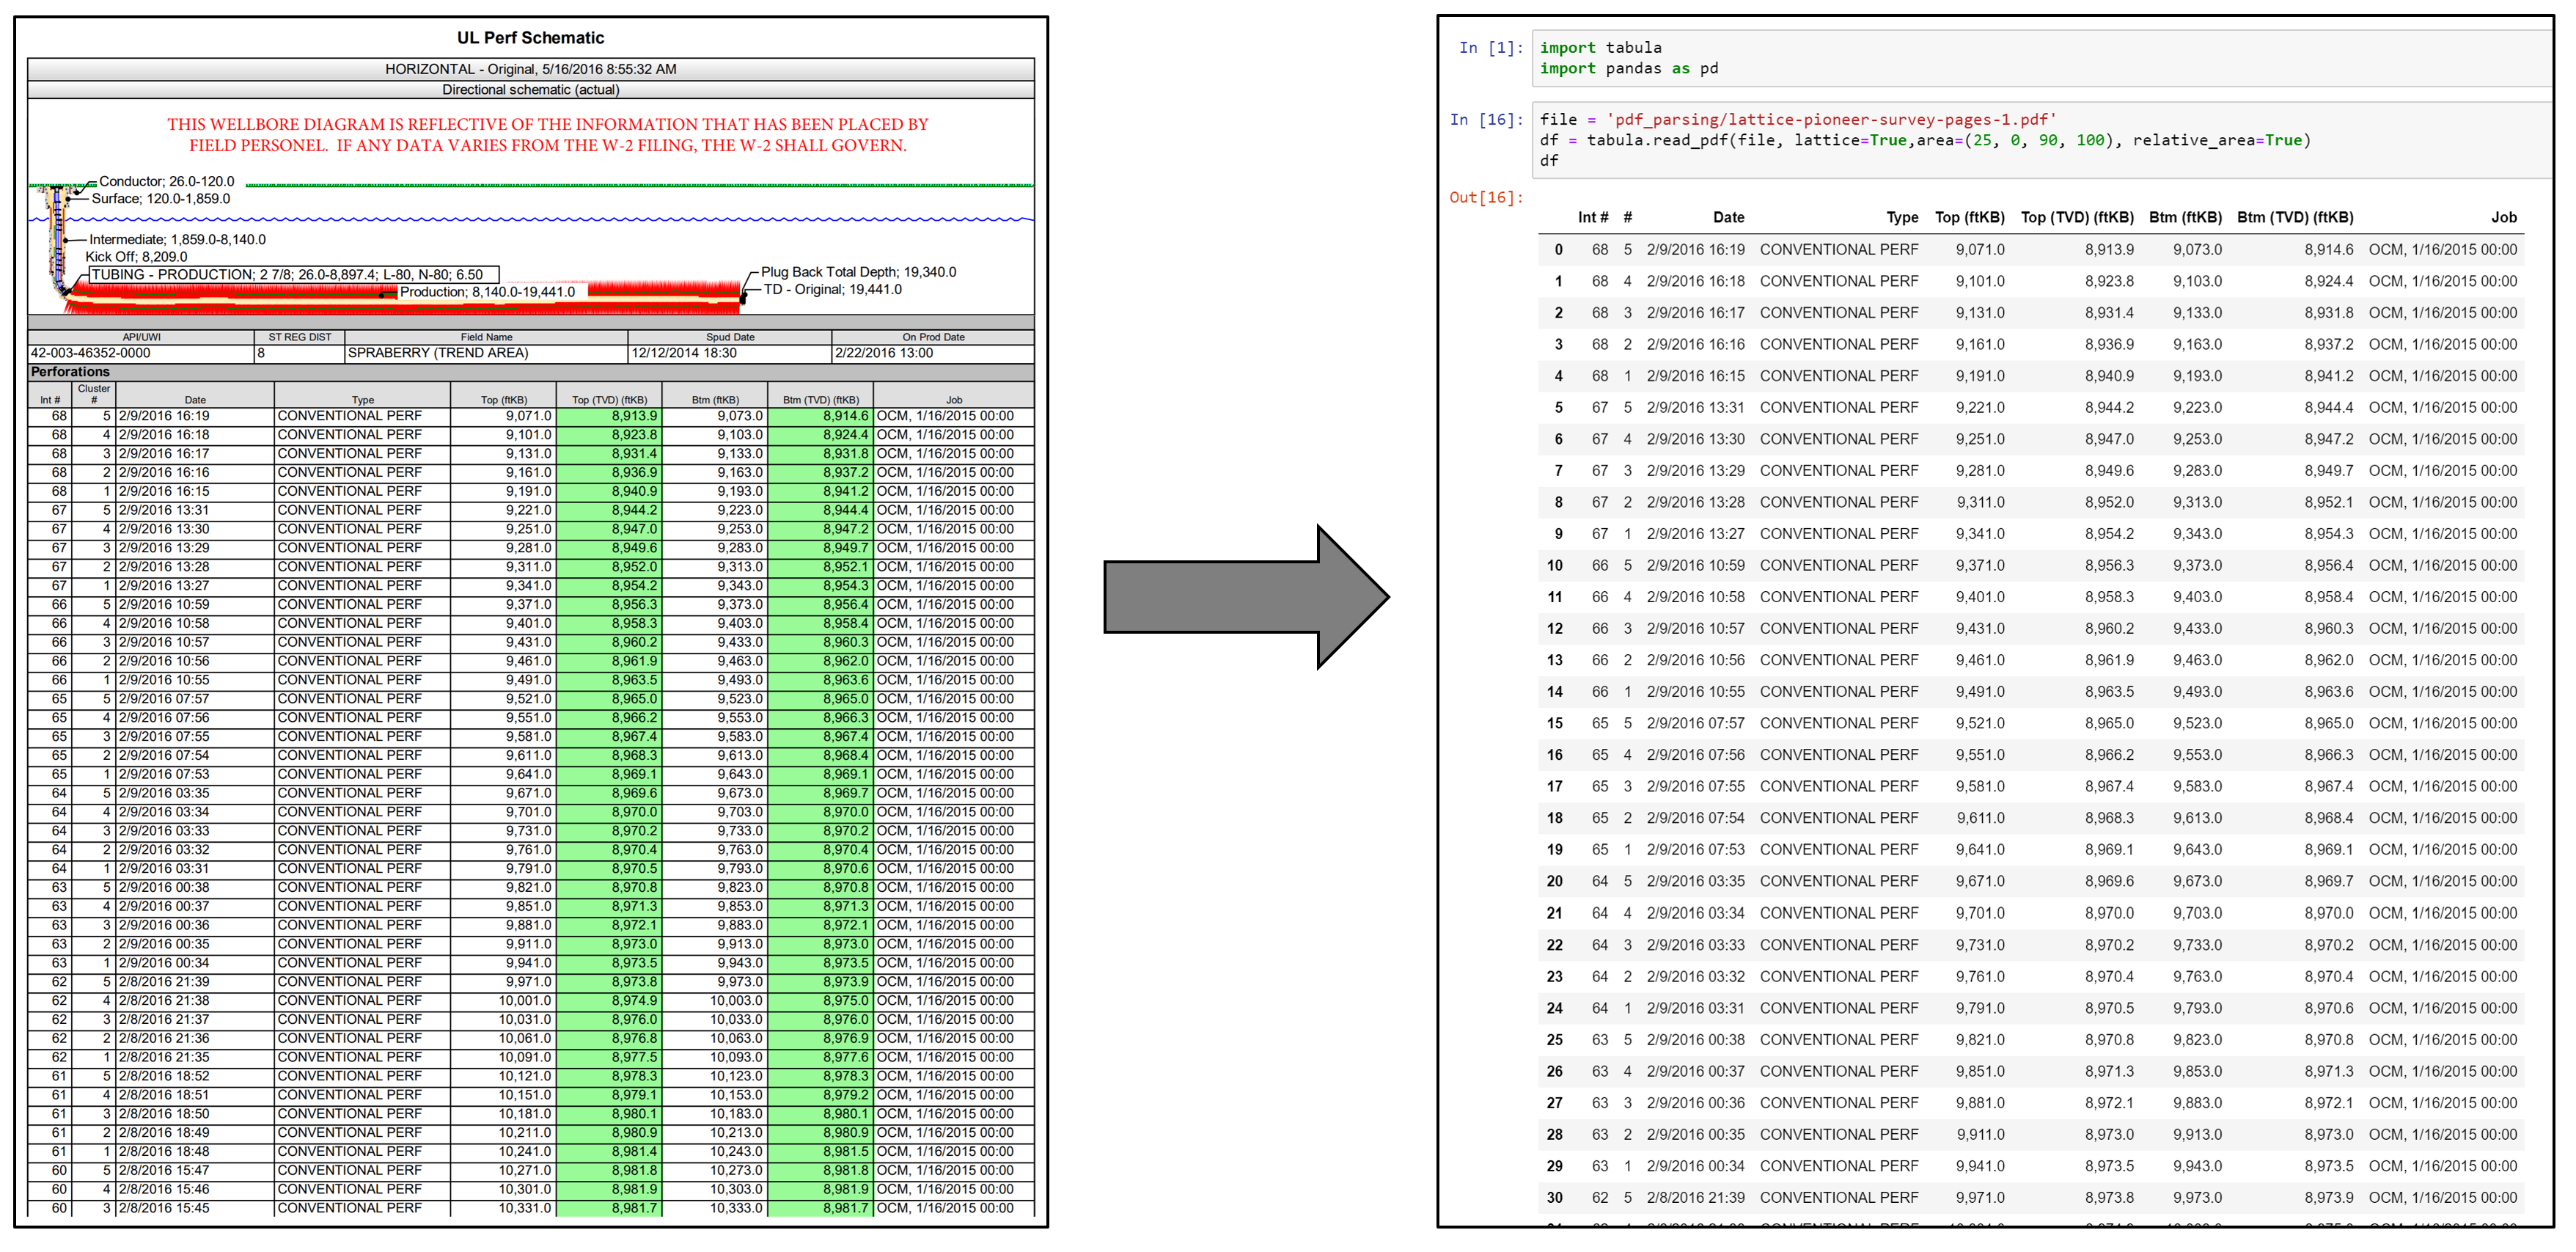 UL Perf Schematic
HORIZONTAL - Original, 5/16/2016 8:55:32 AM
Directional schematic (actual)
THIS WELLBORE DIAGRAM IS REFLECTIVE OF THE INFORMATION THAT HAS BEEN PLACED BY
FIELD PERSONEL. IF ANY DATA VARIES FROM THE W-2 FILING, THE W-2 SHALL GOVERN.
Conductor; 26.0-120.0
Surface; 120.0-1,859.0
Intermediate; 1,859.0-8,140.0
Kick Off; 8,209.0
TUBING - PRODUCTION; 2 7/8; 26.0-8,897.4; L-80, N-80; 6.50
Production; 8,140.0-19,441.0
Plug Back Total Depth; 19,340.0
TD - Original; 19,441.0
API/UWI ST REG DIST Field Name Spud Date On Prod Date
42-003-46352-0000 8 SPRABERRY (TREND AREA) 12/12/2014 18:30 2/22/2016 13:00
Perforations
Int # Cluster # Date Type Top (ftKB) Top (TVD) (ftKB) Btm (ftKB) Btm (TVD) (ftKB) Job
68 5 2/9/2016 16:19 CONVENTIONAL PERF 9,071.0 8,913.9 9,073.0 8,914.6 OCM, 1/16/2015 00:00
68 4 2/9/2016 16:18 CONVENTIONAL PERF 9,101.0 8,923.8 9,103.0 8,924.4 OCM, 1/16/2015 00:00
68 3 2/9/2016 16:17 CONVENTIONAL PERF 9,131.0 8,931.4 9,133.0 8,931.8 OCM, 1/16/2015 00:00
68 2 2/9/2016 16:16 CONVENTIONAL PERF 9,161.0 8,936.9 9,163.0 8,937.2 OCM, 1/16/2015 00:00
68 1 2/9/2016 16:15 CONVENTIONAL PERF 9,191.0 8,940.9 9,193.0 8,941.2 OCM, 1/16/2015 00:00
67 5 2/9/2016 13:31 CONVENTIONAL PERF 9,221.0 8,944.2 9,223.0 8,944.4 OCM, 1/16/2015 00:00
67 4 2/9/2016 13:30 CONVENTIONAL PERF 9,251.0 8,947.0 9,253.0 8,947.2 OCM, 1/16/2015 00:00
67 3 2/9/2016 13:29 CONVENTIONAL PERF 9,281.0 8,949.6 9,283.0 8,949.7 OCM, 1/16/2015 00:00
67 2 2/9/2016 13:28 CONVENTIONAL PERF 9,311.0 8,952.0 9,313.0 8,952.1 OCM, 1/16/2015 00:00
67 1 2/9/2016 13:27 CONVENTIONAL PERF 9,341.0 8,954.2 9,343.0 8,954.3 OCM, 1/16/2015 00:00
66 5 2/9/2016 10:59 CONVENTIONAL PERF 9,371.0 8,956.3 9,373.0 8,956.4 OCM, 1/16/2015 00:00
66 4 2/9/2016 10:58 CONVENTIONAL PERF 9,401.0 8,958.3 9,403.0 8,958.4 OCM, 1/16/2015 00:00
66 3 2/9/2016 10:57 CONVENTIONAL PERF 9,431.0 8,960.2 9,433.0 8,960.3 OCM, 1/16/2015 00:00
66 2 2/9/2016 10:56 CONVENTIONAL PERF 9,461.0 8,961.9 9,463.0 8,962.0 OCM, 1/16/2015 00:00
66 1 2/9/2016 10:55 CONVENTIONAL PERF 9,491.0 8,963.5 9,493.0 8,963.6 OCM, 1/16/2015 00:00
65 5 2/9/2016 07:57 CONVENTIONAL PERF 9,521.0 8,965.0 9,523.0 8,965.0 OCM, 1/16/2015 00:00
65 4 2/9/2016 07:56 CONVENTIONAL PERF 9,551.0 8,966.2 9,553.0 8,966.3 OCM, 1/16/2015 00:00
65 3 2/9/2016 07:55 CONVENTIONAL PERF 9,581.0 8,967.4 9,583.0 8,967.4 OCM, 1/16/2015 00:00
65 2 2/9/2016 07:54 CONVENTIONAL PERF 9,611.0 8,968.3 9,613.0 8,968.4 OCM, 1/16/2015 00:00
65 1 2/9/2016 07:53 CONVENTIONAL PERF 9,641.0 8,969.1 9,643.0 8,969.1 OCM, 1/16/2015 00:00
64 5 2/9/2016 03:35 CONVENTIONAL PERF 9,671.0 8,969.6 9,673.0 8,969.7 OCM, 1/16/2015 00:00
64 4 2/9/2016 03:34 CONVENTIONAL PERF 9,701.0 8,970.0 9,703.0 8,970.0 OCM, 1/16/2015 00:00
64 3 2/9/2016 03:33 CONVENTIONAL PERF 9,731.0 8,970.2 9,733.0 8,970.2 OCM, 1/16/2015 00:00
64 2 2/9/2016 03:32 CONVENTIONAL PERF 9,761.0 8,970.4 9,763.0 8,970.4 OCM, 1/16/2015 00:00
64 1 2/9/2016 03:31 CONVENTIONAL PERF 9,791.0 8,970.5 9,793.0 8,970.6 OCM, 1/16/2015 00:00
63 5 2/9/2016 00:38 CONVENTIONAL PERF 9,821.0 8,970.8 9,823.0 8,970.8 OCM, 1/16/2015 00:00
63 4 2/9/2016 00:37 CONVENTIONAL PERF 9,851.0 8,971.3 9,853.0 8,971.3 OCM, 1/16/2015 00:00
63 3 2/9/2016 00:36 CONVENTIONAL PERF 9,881.0 8,972.1 9,883.0 8,972.1 OCM, 1/16/2015 00:00
63 2 2/9/2016 00:35 CONVENTIONAL PERF 9,911.0 8,973.0 9,913.0 8,973.0 OCM, 1/16/2015 00:00
63 1 2/9/2016 00:34 CONVENTIONAL PERF 9,941.0 8,973.5 9,943.0 8,973.5 OCM, 1/16/2015 00:00
62 5 2/8/2016 21:39 CONVENTIONAL PERF 9,971.0 8,973.8 9,973.0 8,973.9 OCM, 1/16/2015 00:00
62 4 2/8/2016 21:38 CONVENTIONAL PERF 10,001.0 8,974.9 10,003.0 8,975.0 OCM, 1/16/2015 00:00
62 3 2/8/2016 21:37 CONVENTIONAL PERF 10,031.0 8,976.0 10,033.0 8,976.0 OCM, 1/16/2015 00:00
62 2 2/8/2016 21:36 CONVENTIONAL PERF 10,061.0 8,976.8 10,063.0 8,976.9 OCM, 1/16/2015 00:00
62 1 2/8/2016 21:35 CONVENTIONAL PERF 10,091.0 8,977.5 10,093.0 8,977.6 OCM, 1/16/2015 00:00
61 5 2/8/2016 18:52 CONVENTIONAL PERF 10,121.0 8,978.3 10,123.0 8,978.3 OCM, 1/16/2015 00:00
61 4 2/8/2016 18:51 CONVENTIONAL PERF 10,151.0 8,979.1 10,153.0 8,979.2 OCM, 1/16/2015 00:00
61 3 2/8/2016 18:50 CONVENTIONAL PERF 10,181.0 8,980.1 10,183.0 8,980.1 OCM, 1/16/2015 00:00
61 2 2/8/2016 18:49 CONVENTIONAL PERF 10,211.0 8,980.9 10,213.0 8,980.9 OCM, 1/16/2015 00:00
61 1 2/8/2016 18:48 CONVENTIONAL PERF 10,241.0 8,981.4 10,243.0 8,981.5 OCM, 1/16/2015 00:00
60 5 2/8/2016 15:47 CONVENTIONAL PERF 10,271.0 8,981.8 10,273.0 8,981.8 OCM, 1/16/2015 00:00
60 4 2/8/2016 15:46 CONVENTIONAL PERF 10,301.0 8,981.9 10,303.0 8,981.9 OCM, 1/16/2015 00:00
60 3 2/8/2016 15:45 CONVENTIONAL PERF 10,331.0 8,981.7 10,333.0 8,981.7 OCM, 1/16/2015 00:00
In [1]: import tabula
import pandas as pd
In [16]: file = 'pdf_parsing/lattice-pioneer-survey-pages-1.pdf'
df = tabula.read_pdf(file, lattice=True,area=(25, 0, 90, 100), relative_area=True)
df
Out[16]:
Int # # Date Type Top (ftKB) Top (TVD) (ftKB) Btm (ftKB) Btm (TVD) (ftKB) Job
0 68 5 2/9/2016 16:19 CONVENTIONAL PERF 9,071.0 8,913.9 9,073.0 8,914.6 OCM, 1/16/2015 00:00
1 68 4 2/9/2016 16:18 CONVENTIONAL PERF 9,101.0 8,923.8 9,103.0 8,924.4 OCM, 1/16/2015 00:00
2 68 3 2/9/2016 16:17 CONVENTIONAL PERF 9,131.0 8,931.4 9,133.0 8,931.8 OCM, 1/16/2015 00:00
3 68 2 2/9/2016 16:16 CONVENTIONAL PERF 9,161.0 8,936.9 9,163.0 8,937.2 OCM, 1/16/2015 00:00
4 68 1 2/9/2016 16:15 CONVENTIONAL PERF 9,191.0 8,940.9 9,193.0 8,941.2 OCM, 1/16/2015 00:00
5 67 5 2/9/2016 13:31 CONVENTIONAL PERF 9,221.0 8,944.2 9,223.0 8,944.4 OCM, 1/16/2015 00:00
6 67 4 2/9/2016 13:30 CONVENTIONAL PERF 9,251.0 8,947.0 9,253.0 8,947.2 OCM, 1/16/2015 00:00
7 67 3 2/9/2016 13:29 CONVENTIONAL PERF 9,281.0 8,949.6 9,283.0 8,949.7 OCM, 1/16/2015 00:00
8 67 2 2/9/2016 13:28 CONVENTIONAL PERF 9,311.0 8,952.0 9,313.0 8,952.1 OCM, 1/16/2015 00:00
9 67 1 2/9/2016 13:27 CONVENTIONAL PERF 9,341.0 8,954.2 9,343.0 8,954.3 OCM, 1/16/2015 00:00
10 66 5 2/9/2016 10:59 CONVENTIONAL PERF 9,371.0 8,956.3 9,373.0 8,956.4 OCM, 1/16/2015 00:00
11 66 4 2/9/2016 10:58 CONVENTIONAL PERF 9,401.0 8,958.3 9,403.0 8,958.4 OCM, 1/16/2015 00:00
12 66 3 2/9/2016 10:57 CONVENTIONAL PERF 9,431.0 8,960.2 9,433.0 8,960.3 OCM, 1/16/2015 00:00
13 66 2 2/9/2016 10:56 CONVENTIONAL PERF 9,461.0 8,961.9 9,463.0 8,962.0 OCM, 1/16/2015 00:00
14 66 1 2/9/2016 10:55 CONVENTIONAL PERF 9,491.0 8,963.5 9,493.0 8,963.6 OCM, 1/16/2015 00:00
15 65 5 2/9/2016 07:57 CONVENTIONAL PERF 9,521.0 8,965.0 9,523.0 8,965.0 OCM, 1/16/2015 00:00
16 65 4 2/9/2016 07:56 CONVENTIONAL PERF 9,551.0 8,966.2 9,553.0 8,966.3 OCM, 1/16/2015 00:00
17 65 3 2/9/2016 07:55 CONVENTIONAL PERF 9,581.0 8,967.4 9,583.0 8,967.4 OCM, 1/16/2015 00:00
18 65 2 2/9/2016 07:54 CONVENTIONAL PERF 9,611.0 8,968.3 9,613.0 8,968.4 OCM, 1/16/2015 00:00
19 65 1 2/9/2016 07:53 CONVENTIONAL PERF 9,641.0 8,969.1 9,643.0 8,969.1 OCM, 1/16/2015 00:00
20 64 5 2/9/2016 03:35 CONVENTIONAL PERF 9,671.0 8,969.6 9,673.0 8,969.7 OCM, 1/16/2015 00:00
21 64 4 2/9/2016 03:34 CONVENTIONAL PERF 9,701.0 8,970.0 9,703.0 8,970.0 OCM, 1/16/2015 00:00
22 64 3 2/9/2016 03:33 CONVENTIONAL PERF 9,731.0 8,970.2 9,733.0 8,970.2 OCM, 1/16/2015 00:00
23 64 2 2/9/2016 03:32 CONVENTIONAL PERF 9,761.0 8,970.4 9,763.0 8,970.4 OCM, 1/16/2015 00:00
24 64 1 2/9/2016 03:31 CONVENTIONAL PERF 9,791.0 8,970.5 9,793.0 8,970.6 OCM, 1/16/2015 00:00
25 63 5 2/9/2016 00:38 CONVENTIONAL PERF 9,821.0 8,970.8 9,823.0 8,970.8 OCM, 1/16/2015 00:00
26 63 4 2/9/2016 00:37 CONVENTIONAL PERF 9,851.0 8,971.3 9,853.0 8,971.3 OCM, 1/16/2015 00:00
27 63 3 2/9/2016 00:36 CONVENTIONAL PERF 9,881.0 8,972.1 9,883.0 8,972.1 OCM, 1/16/2015 00:00
28 63 2 2/9/2016 00:35 CONVENTIONAL PERF 9,911.0 8,973.0 9,913.0 8,973.0 OCM, 1/16/2015 00:00
29 63 1 2/9/2016 00:34 CONVENTIONAL PERF 9,941.0 8,973.5 9,943.0 8,973.5 OCM, 1/16/2015 00:00
30 62 5 2/8/2016 21:39 CONVENTIONAL PERF 9,971.0 8,973.8 9,973.0 8,973.9 OCM, 1/16/2015 00:00